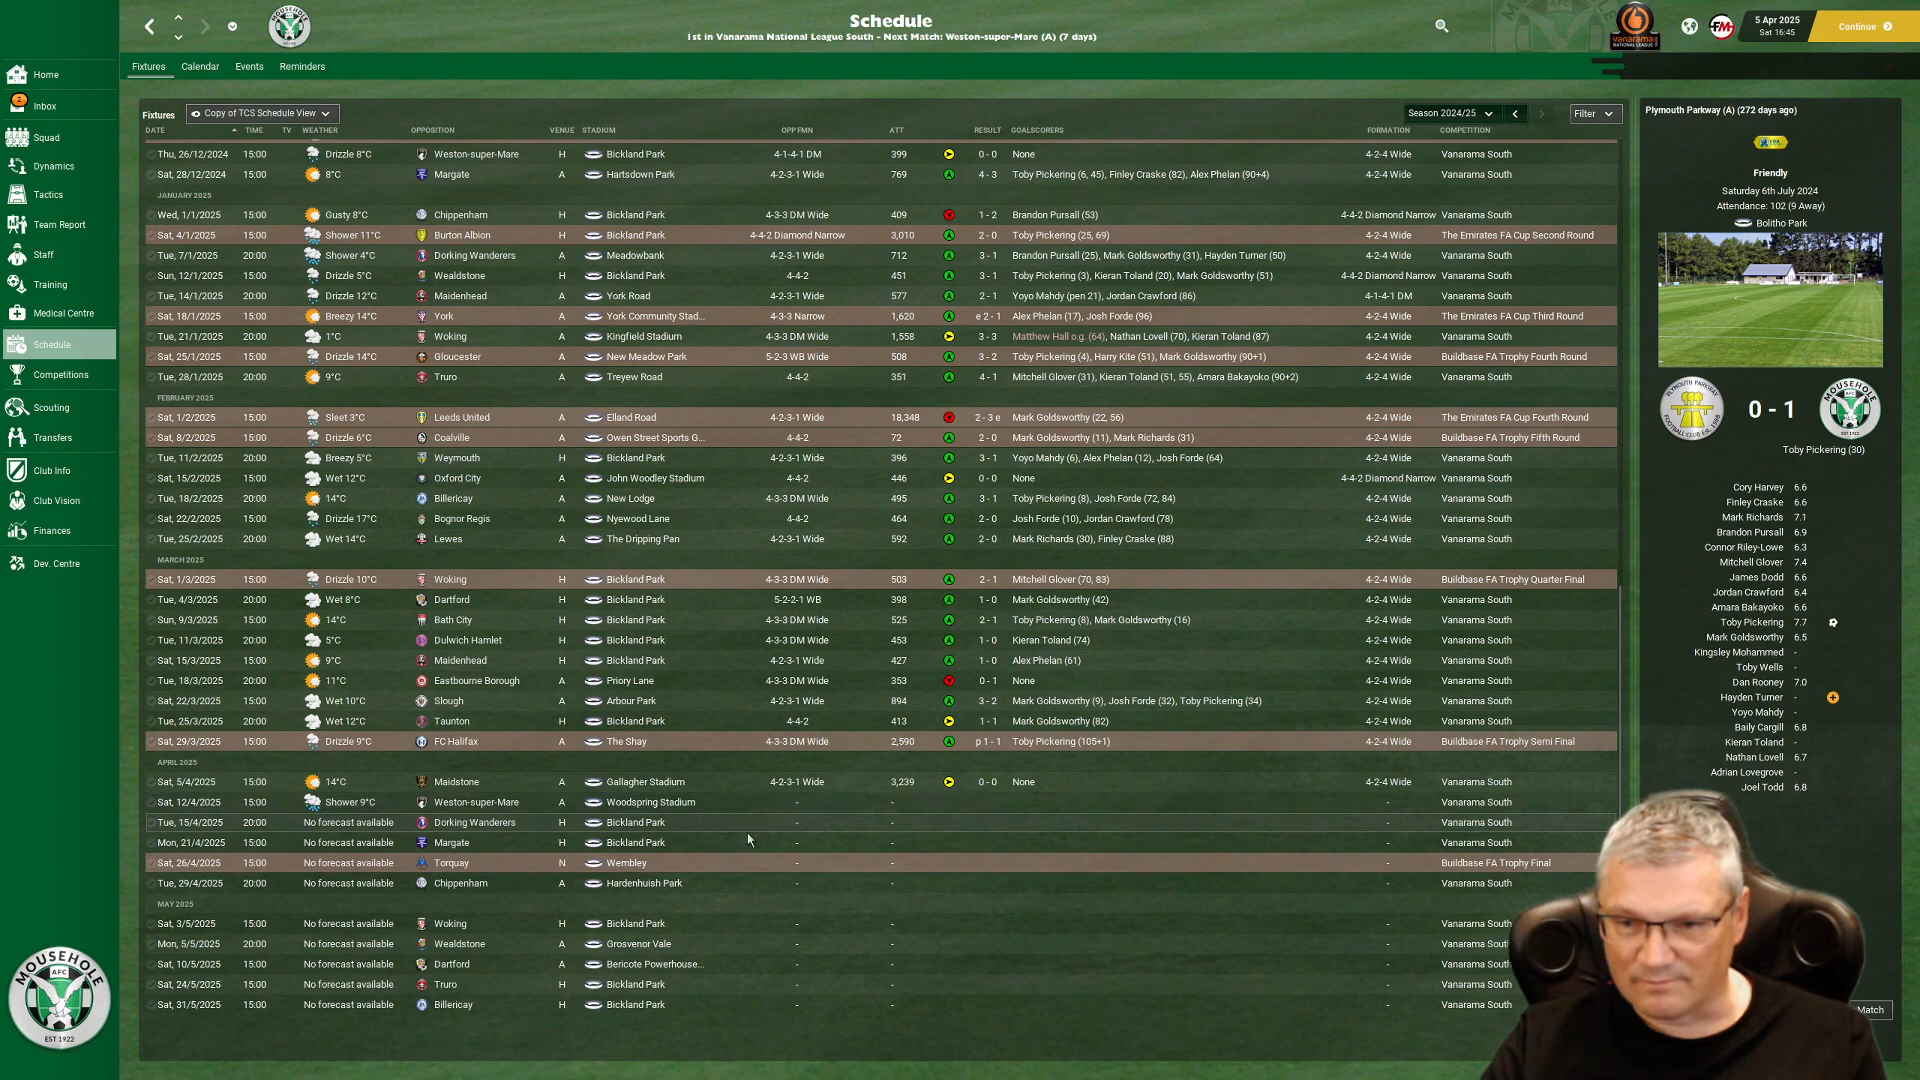 Schedule
1st in Vanarama National League South - Next Match: Weston-super-Mare (A) (7 days)
vanarama
NATIONAL LEAGUE
FM
5 Apr 2025
Sat 16:45
Continue
Fixtures Calendar Events Reminders
Home
Inbox
2
Squad
Dynamics
Tactics
Team Report
Staff
Training
Medical Centre
Schedule
Competitions
Scouting
Transfers
Club Info
Club Vision
Finances
Dev. Centre
MOUSEHOLE
AFC
EST 1922
Fixtures Copy of TCS Schedule View Season 2024/25 Filter
DATE TIME TV WEATHER OPPOSITION VENUE STADIUM OPP FMN ATT RESULT GOALSCORERS FORMATION COMPETITION
Thu, 26/12/2024 15:00 Drizzle 8°C Weston-super-Mare H Bickland Park 4-1-4-1 DM 399 0 - 0 None 4-2-4 Wide Vanarama South
Sat, 28/12/2024 15:00 8°C Margate A Hartsdown Park 4-2-3-1 Wide 769 4 - 3 Toby Pickering (6, 45), Finley Craske (82), Alex Phelan (90+4) 4-2-4 Wide Vanarama South
JANUARY 2025
Wed, 1/1/2025 15:00 Gusty 8°C Chippenham H Bickland Park 4-3-3 DM Wide 409 1 - 2 Brandon Pursall (53) 4-4-2 Diamond Narrow Vanarama South
Sat, 4/1/2025 15:00 Shower 11°C Burton Albion H Bickland Park 4-4-2 Diamond Narrow 3,010 2 - 0 Toby Pickering (25, 69) 4-2-4 Wide The Emirates FA Cup Second Round
Tue, 7/1/2025 20:00 Shower 4°C Dorking Wanderers A Meadowbank 4-2-3-1 Wide 712 3 - 1 Brandon Pursall (25), Mark Goldsworthy (31), Hayden Turner (50) 4-2-4 Wide Vanarama South
Sun, 12/1/2025 15:00 Drizzle 5°C Wealdstone H Bickland Park 4-4-2 451 3 - 1 Toby Pickering (3), Kieran Toland (20), Mark Goldsworthy (51) 4-4-2 Diamond Narrow Vanarama South
Tue, 14/1/2025 20:00 Drizzle 12°C Maidenhead A York Road 4-2-3-1 Wide 577 2 - 1 Yoyo Mahdy (pen 21), Jordan Crawford (86) 4-1-4-1 DM Vanarama South
Sat, 18/1/2025 15:00 Breezy 14°C York A York Community Stad... 4-3-3 Narrow 1,620 e 2 - 1 Alex Phelan (17), Josh Forde (96) 4-2-4 Wide The Emirates FA Cup Third Round
Tue, 21/1/2025 20:00 1°C Woking A Kingfield Stadium 4-3-3 DM Wide 1,558 3 - 3 Matthew Hall o.g. (64), Nathan Lovell (70), Kieran Toland (87) 4-2-4 Wide Vanarama South
Sat, 25/1/2025 15:00 Drizzle 14°C Gloucester A New Meadow Park 5-2-3 WB Wide 508 3 - 2 Toby Pickering (4), Harry Kite (51), Mark Goldsworthy (90+1) 4-2-4 Wide Buildbase FA Trophy Fourth Round
Tue, 28/1/2025 20:00 9°C Truro A Treyew Road 4-4-2 351 4 - 1 Mitchell Glover (31), Kieran Toland (51, 55), Amara Bakayoko (90+2) 4-2-4 Wide Vanarama South
FEBRUARY 2025
Sat, 1/2/2025 15:00 Sleet 3°C Leeds United A Elland Road 4-2-3-1 Wide 18,348 2 - 3 e Mark Goldsworthy (22, 56) 4-2-4 Wide The Emirates FA Cup Fourth Round
Sat, 8/2/2025 15:00 Drizzle 6°C Coalville A Owen Street Sports G... 4-4-2 72 2 - 0 Mark Goldsworthy (11), Mark Richards (31) 4-2-4 Wide Buildbase FA Trophy Fifth Round
Tue, 11/2/2025 20:00 Breezy 5°C Weymouth H Bickland Park 4-2-3-1 Wide 396 3 - 1 Yoyo Mahdy (6), Alex Phelan (12), Josh Forde (64) 4-2-4 Wide Vanarama South
Sat, 15/2/2025 15:00 Wet 12°C Oxford City A John Woodley Stadium 4-4-2 446 0 - 0 None 4-4-2 Diamond Narrow Vanarama South
Tue, 18/2/2025 20:00 14°C Billericay A New Lodge 4-3-3 DM Wide 495 3 - 1 Toby Pickering (8), Josh Forde (72, 84) 4-2-4 Wide Vanarama South
Sat, 22/2/2025 15:00 Drizzle 17°C Bognor Regis A Nyewood Lane 4-4-2 464 2 - 0 Josh Forde (10), Jordan Crawford (78) 4-2-4 Wide Vanarama South
Tue, 25/2/2025 20:00 Wet 14°C Lewes A The Dripping Pan 4-2-3-1 Wide 592 2 - 0 Mark Richards (30), Finley Craske (88) 4-2-4 Wide Vanarama South
MARCH 2025
Sat, 1/3/2025 15:00 Drizzle 10°C Woking H Bickland Park 4-3-3 DM Wide 503 2 - 1 Mitchell Glover (70, 83) 4-2-4 Wide Buildbase FA Trophy Quarter Final
Tue, 4/3/2025 20:00 Wet 8°C Dartford H Bickland Park 5-2-2-1 WB 398 1 - 0 Mark Goldsworthy (42) 4-2-4 Wide Vanarama South
Sun, 9/3/2025 15:00 14°C Bath City H Bickland Park 4-3-3 DM Wide 525 2 - 1 Toby Pickering (8), Mark Goldsworthy (16) 4-2-4 Wide Vanarama South
Tue, 11/3/2025 20:00 5°C Dulwich Hamlet H Bickland Park 4-3-3 DM Wide 453 1 - 0 Kieran Toland (74) 4-2-4 Wide Vanarama South
Sat, 15/3/2025 15:00 9°C Maidenhead H Bickland Park 4-2-3-1 Wide 427 1 - 0 Alex Phelan (61) 4-2-4 Wide Vanarama South
Tue, 18/3/2025 20:00 11°C Eastbourne Borough A Priory Lane 4-3-3 DM Wide 353 0 - 1 None 4-2-4 Wide Vanarama South
Sat, 22/3/2025 15:00 Wet 10°C Slough A Arbour Park 4-2-3-1 Wide 894 3 - 2 Mark Goldsworthy (9), Josh Forde (32), Toby Pickering (34) 4-2-4 Wide Vanarama South
Tue, 25/3/2025 20:00 Wet 12°C Taunton H Bickland Park 4-4-2 413 1 - 1 Mark Goldsworthy (82) 4-2-4 Wide Vanarama South
Sat, 29/3/2025 15:00 Drizzle 9°C FC Halifax A The Shay 4-3-3 DM Wide 2,590 p 1 - 1 Toby Pickering (105+1) 4-2-4 Wide Buildbase FA Trophy Semi Final
APRIL 2025
Sat, 5/4/2025 15:00 14°C Maidstone A Gallagher Stadium 4-2-3-1 Wide 3,239 0 - 0 None 4-2-4 Wide Vanarama South
Sat, 12/4/2025 15:00 Shower 9°C Weston-super-Mare A Woodspring Stadium - - - Vanarama South
Tue, 15/4/2025 20:00 No forecast available Dorking Wanderers H Bickland Park - - - Vanarama South
Mon, 21/4/2025 15:00 No forecast available Margate H Bickland Park - - - Vanarama South
Sat, 26/4/2025 15:00 No forecast available Torquay N Wembley - - - Buildbase FA Trophy Final
Tue, 29/4/2025 20:00 No forecast available Chippenham A Hardenhuish Park - - - Vanarama South
MAY 2025
Sat, 3/5/2025 15:00 No forecast available Woking H Bickland Park - - - Vanarama South
Mon, 5/5/2025 20:00 No forecast available Wealdstone A Grosvenor Vale - - - Vanarama South
Sat, 10/5/2025 15:00 No forecast available Dartford A Bericote Powerhouse... - - - Vanarama South
Sat, 24/5/2025 15:00 No forecast available Truro H Bickland Park - - - Vanarama South
Sat, 31/5/2025 15:00 No forecast available Billericay H Bickland Park - - - Vanarama South
Plymouth Parkway (A) (272 days ago)
Friendly
Saturday 6th July 2024
Attendance: 102 (9 Away)
Bolitho Park
0 - 1
Toby Pickering (30)
Cory Harvey 6.6
Finley Craske 6.6
Mark Richards 7.1
Brandon Pursall 6.9
Connor Riley-Lowe 6.3
Mitchell Glover 7.4
James Dodd 6.6
Jordan Crawford 6.4
Amara Bakayoko 6.6
Toby Pickering 7.7
Mark Goldsworthy 6.5
Kingsley Mohammed -
Toby Wells -
Dan Rooney 7.0
Hayden Turner -
Yoyo Mahdy -
Baily Cargill 6.8
Kieran Toland -
Nathan Lovell 6.7
Adrian Lovegrove -
Joel Todd 6.8
Match